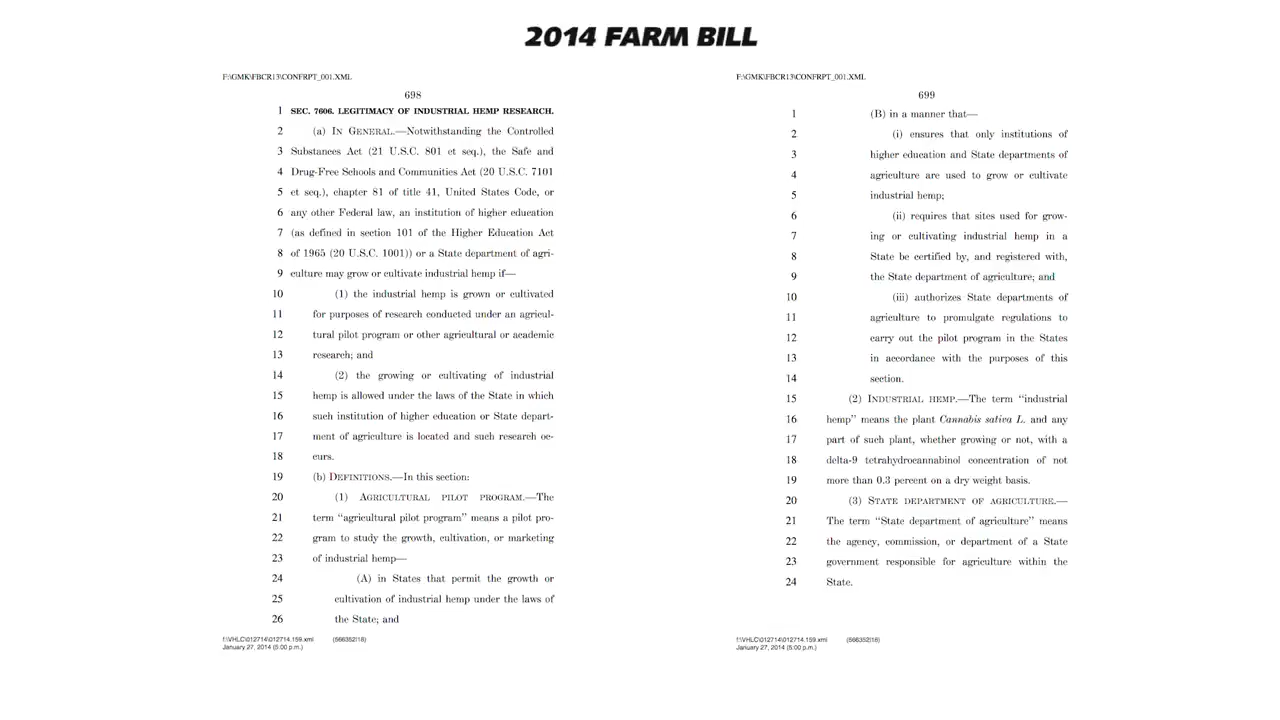 2014 FARM BILL
F:\GMK\FBCR13\CONFRPT_001.XML
698
1 SEC. 7606. LEGITIMACY OF INDUSTRIAL HEMP RESEARCH.
2 (a) IN GENERAL.—Notwithstanding the Controlled
3 Substances Act (21 U.S.C. 801 et seq.), the Safe and
4 Drug-Free Schools and Communities Act (20 U.S.C. 7101
5 et seq.), chapter 81 of title 41, United States Code, or
6 any other Federal law, an institution of higher education
7 (as defined in section 101 of the Higher Education Act
8 of 1965 (20 U.S.C. 1001)) or a State department of agri-
9 culture may grow or cultivate industrial hemp if—
10 (1) the industrial hemp is grown or cultivated
11 for purposes of research conducted under an agricul-
12 tural pilot program or other agricultural or academic
13 research; and
14 (2) the growing or cultivating of industrial
15 hemp is allowed under the laws of the State in which
16 such institution of higher education or State depart-
17 ment of agriculture is located and such research oc-
18 curs.
19 (b) DEFINITIONS.—In this section:
20 (1) AGRICULTURAL PILOT PROGRAM.—The
21 term "agricultural pilot program" means a pilot pro-
22 gram to study the growth, cultivation, or marketing
23 of industrial hemp—
24 (A) in States that permit the growth or
25 cultivation of industrial hemp under the laws of
26 the State; and
f:\VHLC\012714\012714.159.xml (566352|18)
January 27, 2014 (5:00 p.m.)
F:\GMK\FBCR13\CONFRPT_001.XML
699
1 (B) in a manner that—
2 (i) ensures that only institutions of
3 higher education and State departments of
4 agriculture are used to grow or cultivate
5 industrial hemp;
6 (ii) requires that sites used for grow-
7 ing or cultivating industrial hemp in a
8 State be certified by, and registered with,
9 the State department of agriculture; and
10 (iii) authorizes State departments of
11 agriculture to promulgate regulations to
12 carry out the pilot program in the States
13 in accordance with the purposes of this
14 section.
15 (2) INDUSTRIAL HEMP.—The term "industrial
16 hemp" means the plant Cannabis sativa L. and any
17 part of such plant, whether growing or not, with a
18 delta-9 tetrahydrocannabinol concentration of not
19 more than 0.3 percent on a dry weight basis.
20 (3) STATE DEPARTMENT OF AGRICULTURE.—
21 The term "State department of agriculture" means
22 the agency, commission, or department of a State
23 government responsible for agriculture within the
24 State.
f:\VHLC\012714\012714.159.xml (566352|18)
January 27, 2014 (5:00 p.m.)